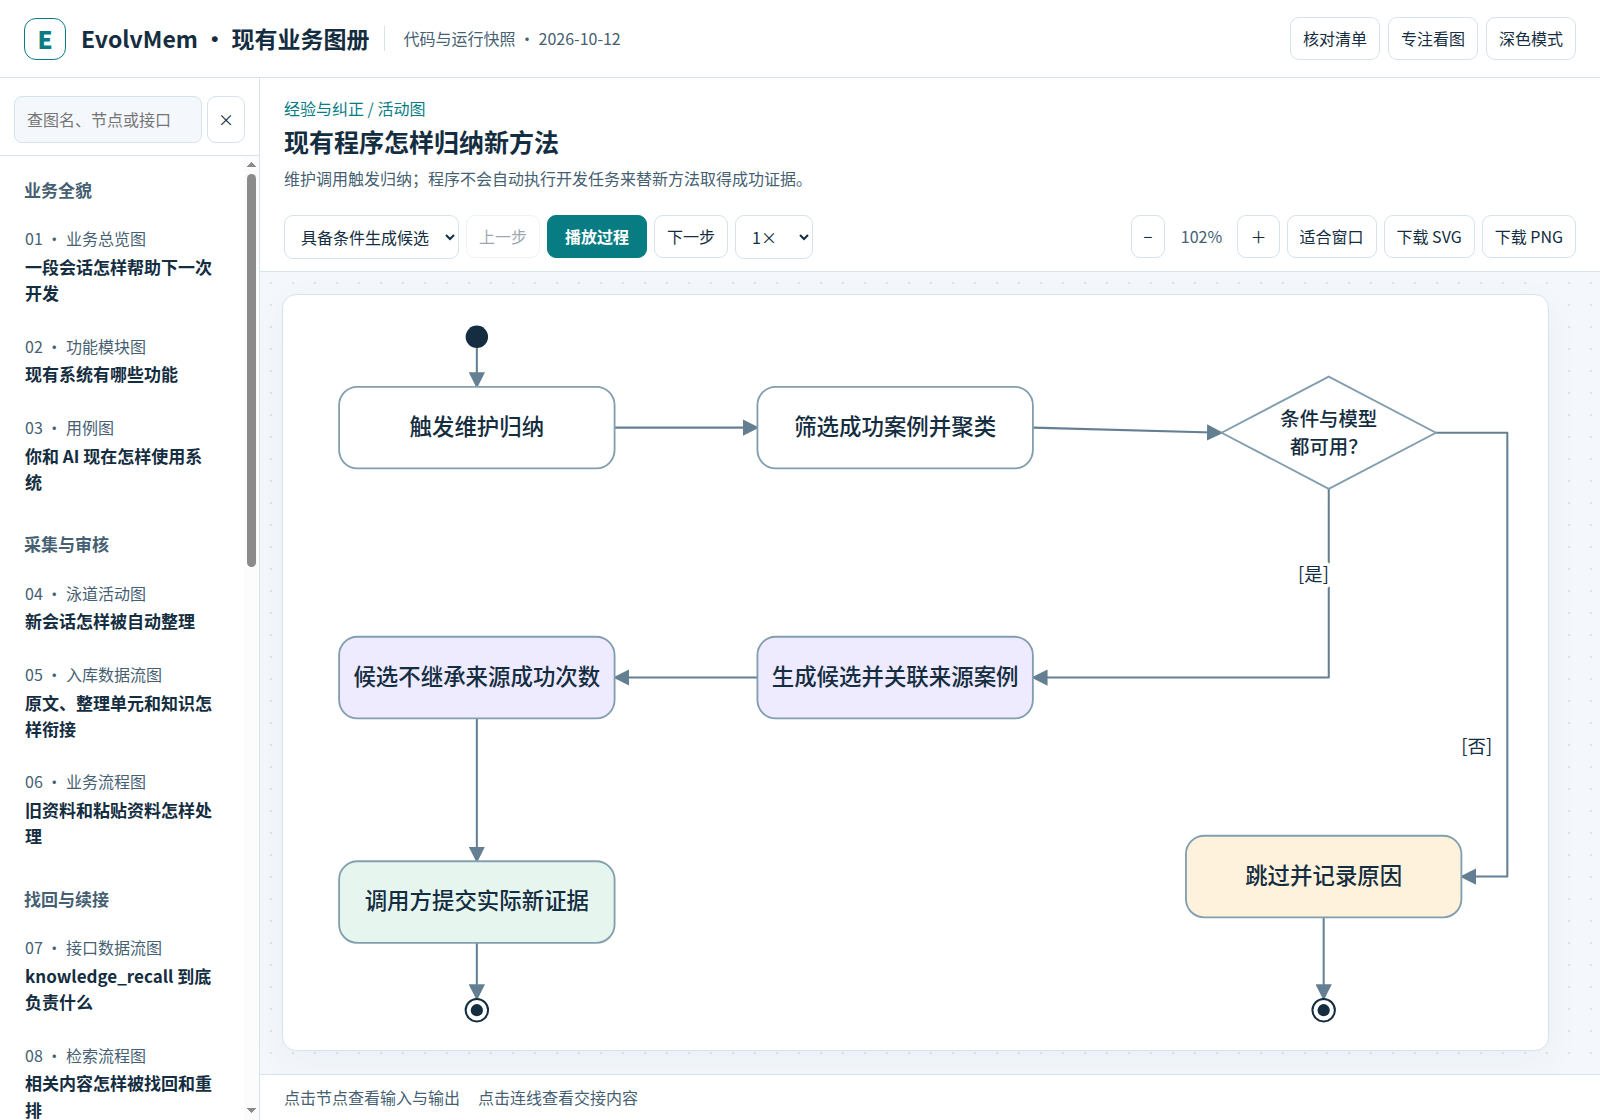 E
EvolvMem · 现有业务图册
代码与运行快照 · 2026-10-12
核对清单
专注看图
深色模式
查图名、节点或接口
×
业务全貌
01 · 业务总览图
一段会话怎样帮助下一次
开发
02 · 功能模块图
现有系统有哪些功能
03 · 用例图
你和 AI 现在怎样使用系
统
采集与审核
04 · 泳道活动图
新会话怎样被自动整理
05 · 入库数据流图
原文、整理单元和知识怎
样衔接
06 · 业务流程图
旧资料和粘贴资料怎样处
理
找回与续接
07 · 接口数据流图
knowledge_recall 到底
负责什么
08 · 检索流程图
相关内容怎样被找回和重
排
经验与纠正 / 活动图
现有程序怎样归纳新方法
维护调用触发归纳；程序不会自动执行开发任务来替新方法取得成功证据。
具备条件生成候选
上一步
播放过程
下一步
1×
−
102%
＋
适合窗口
下载 SVG
下载 PNG
触发维护归纳
筛选成功案例并聚类
条件与模型
都可用？
[是]
候选不继承来源成功次数
生成候选并关联来源案例
[否]
调用方提交实际新证据
跳过并记录原因
点击节点查看输入与输出
点击连线查看交接内容